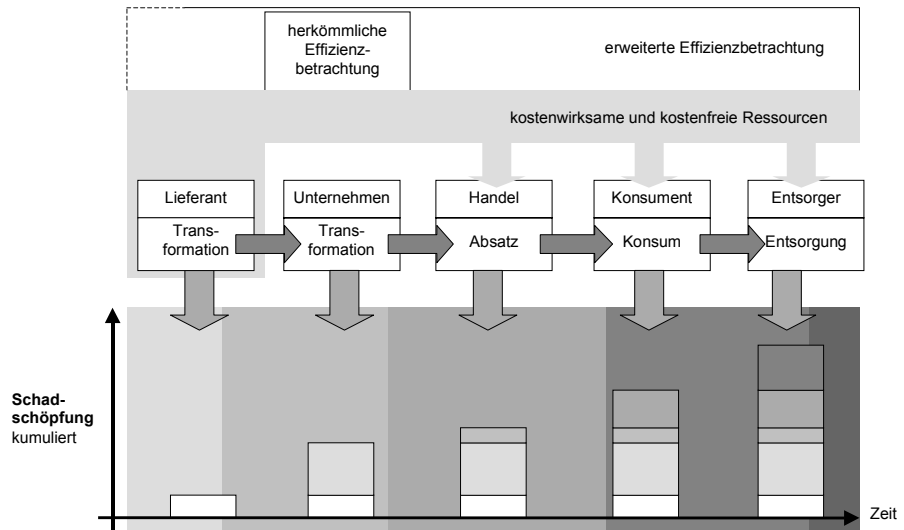 herkömmliche
Effizienz-
betrachtung
erweiterte Effizienzbetrachtung
kostenwirksame und kostenfreie Ressourcen
Lieferant
Unternehmen
Handel
Konsument
Entsorger
Trans-
formation
Trans-
formation
Absatz
Konsum
Entsorgung
Schad-
schöpfung
kumuliert
Zeit